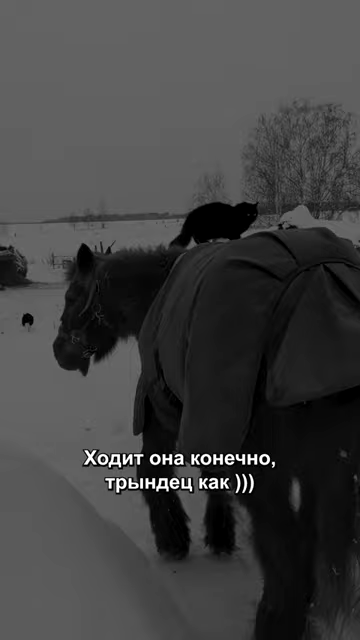 Ходит она конечно,
трындец как )))